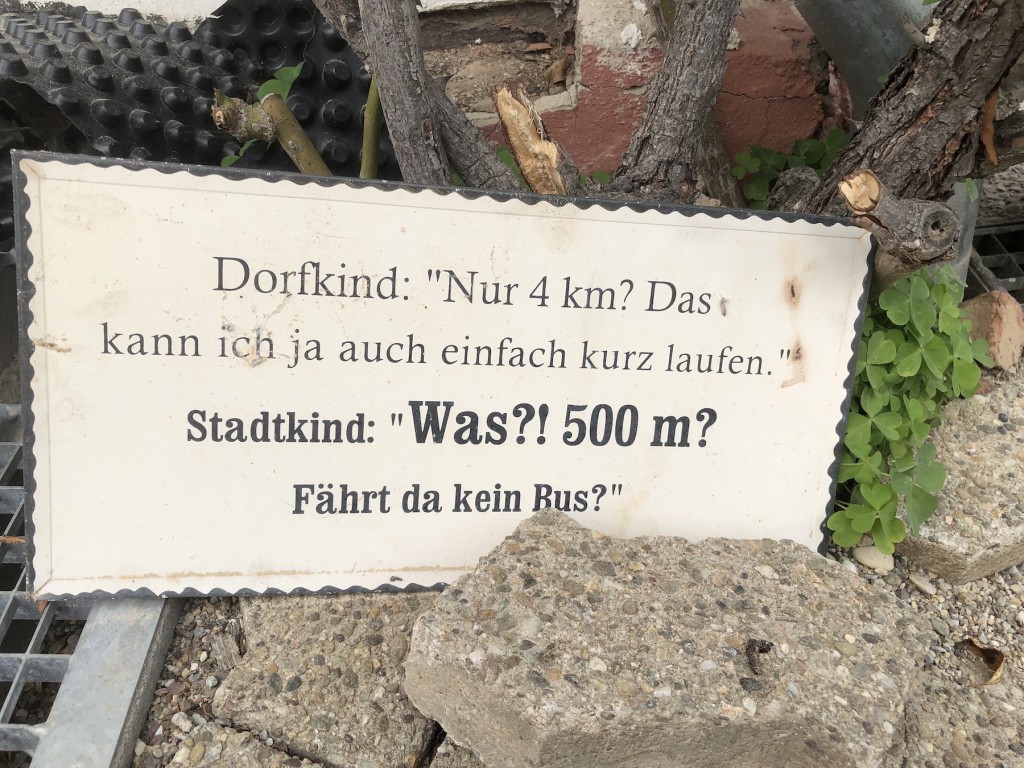 Dorfkind: "Nur 4 km? Das
kann ich ja auch einfach kurz laufen."
Stadtkind: "Was?! 500 m?
Fährt da kein Bus?"